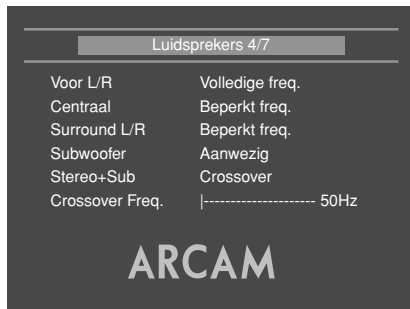 Luidsprekers 4/7
Voor L/R Volledige freq.
Centraal Beperkt freq.
Surround L/R Beperkt freq.
Subwoofer Aanwezig
Stereo+Sub Crossover
Crossover Freq. |--------------------- 50Hz
ARCAM